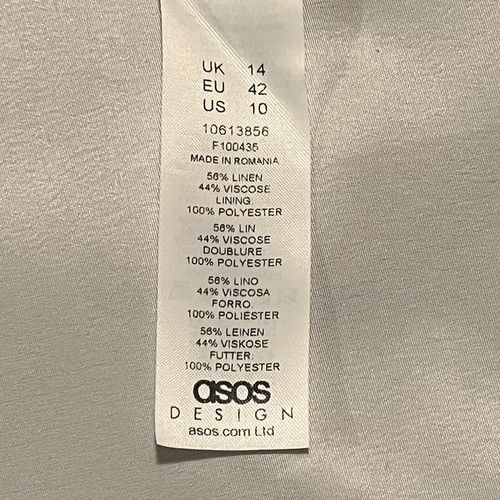 UK 14
EU 42
US 10
10613856
F100435
MADE IN ROMANIA
56% LINEN
44% VISCOSE
LINING:
100% POLYESTER
56% LIN
44% VISCOSE
DOUBLURE
100% POLYESTER
56% LINO
44% VISCOSA
FORRO:
100% POLIÉSTER
56% LEINEN
44% VISKOSE
FUTTER:
100% POLYESTER
asos
DESIGN
asos.com Ltd